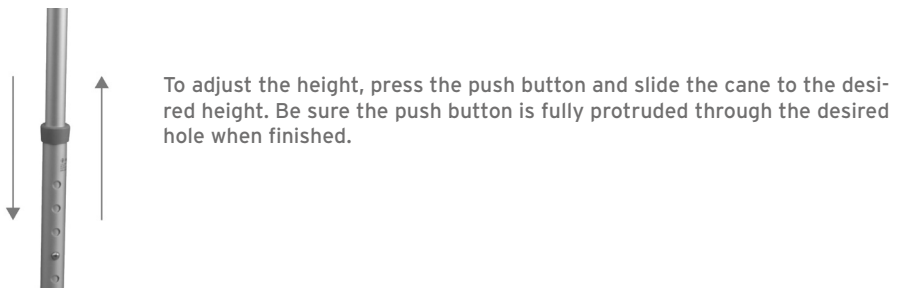 To adjust the height, press the push button and slide the cane to the desi-
red height. Be sure the push button is fully protruded through the desired
hole when finished.